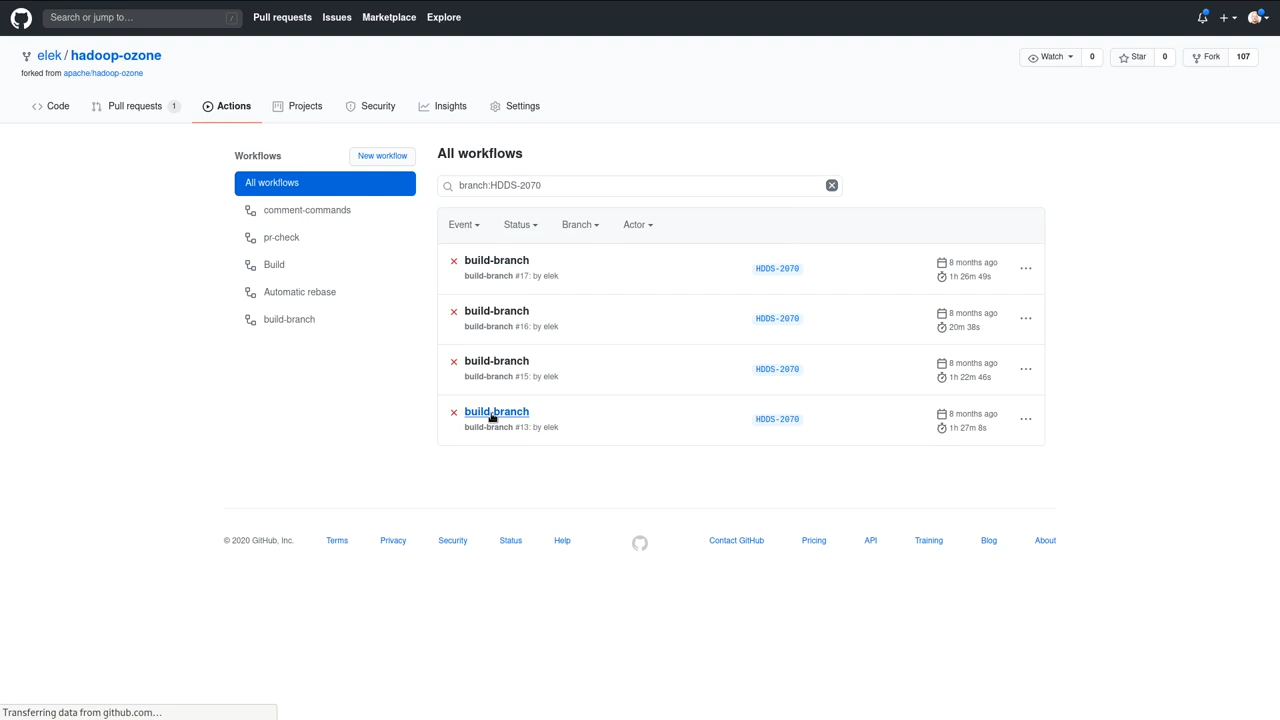 Search or jump to…
/
Pull requests
Issues
Marketplace
Explore
elek / hadoop-ozone
forked from apache/hadoop-ozone
Watch
0
Star
0
Fork
107
Code
Pull requests 1
Actions
Projects
Security
Insights
Settings
Workflows
New workflow
All workflows
comment-commands
pr-check
Build
Automatic rebase
build-branch
All workflows
branch:HDDS-2070
Event
Status
Branch
Actor
build-branch
build-branch #17: by elek
HDDS-2070
8 months ago
1h 26m 49s
build-branch
build-branch #16: by elek
HDDS-2070
8 months ago
20m 38s
build-branch
build-branch #15: by elek
HDDS-2070
8 months ago
1h 22m 46s
build-branch
build-branch #13: by elek
HDDS-2070
8 months ago
1h 27m 8s
© 2020 GitHub, Inc.
Terms
Privacy
Security
Status
Help
Contact GitHub
Pricing
API
Training
Blog
About
Transferring data from github.com…